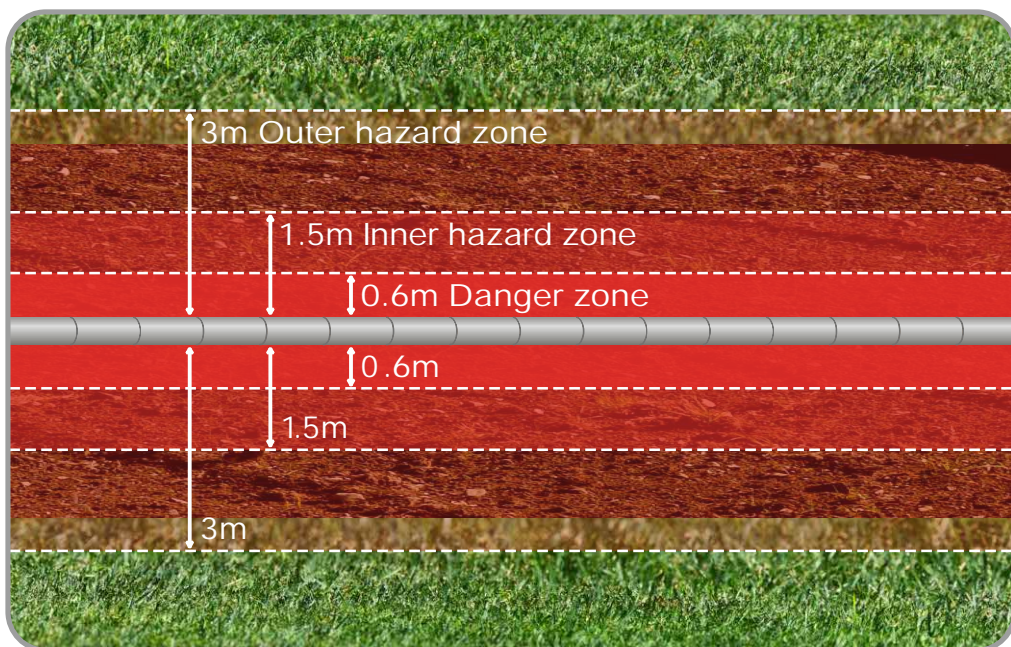 3m Outer hazard zone
1.5m Inner hazard zone
0.6m Danger zone
0.6m
1.5m
3m